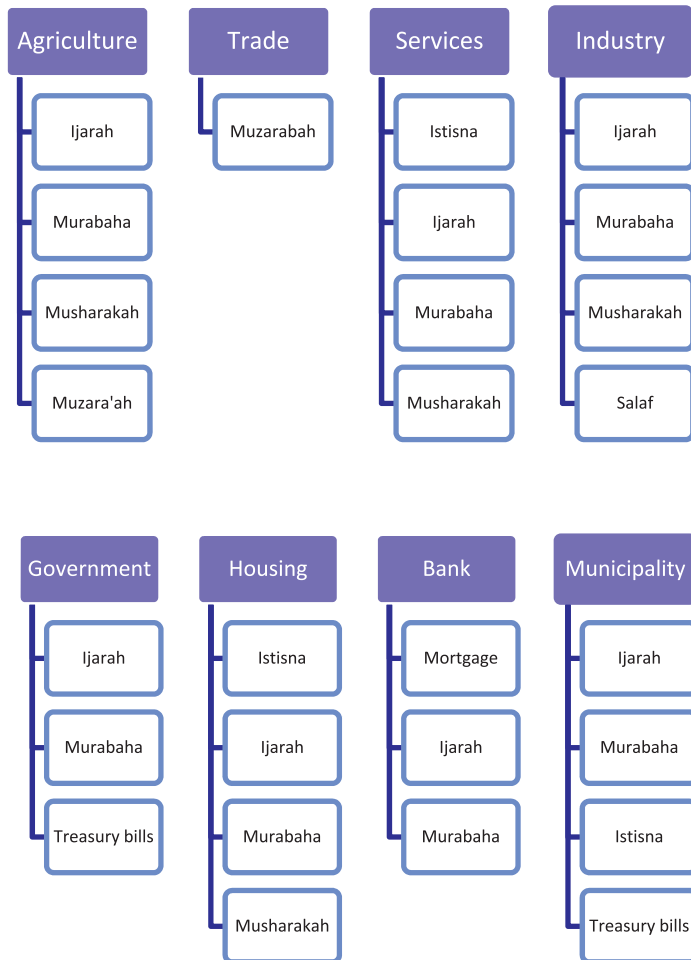 Agriculture
Ijarah
Murabaha
Musharakah
Muzara'ah
Trade
Muzarabah
Services
Istisna
Ijarah
Murabaha
Musharakah
Industry
Ijarah
Murabaha
Musharakah
Salaf
Government
Ijarah
Murabaha
Treasury bills
Housing
Istisna
Ijarah
Murabaha
Musharakah
Bank
Mortgage
Ijarah
Murabaha
Municipality
Ijarah
Murabaha
Istisna
Treasury bills